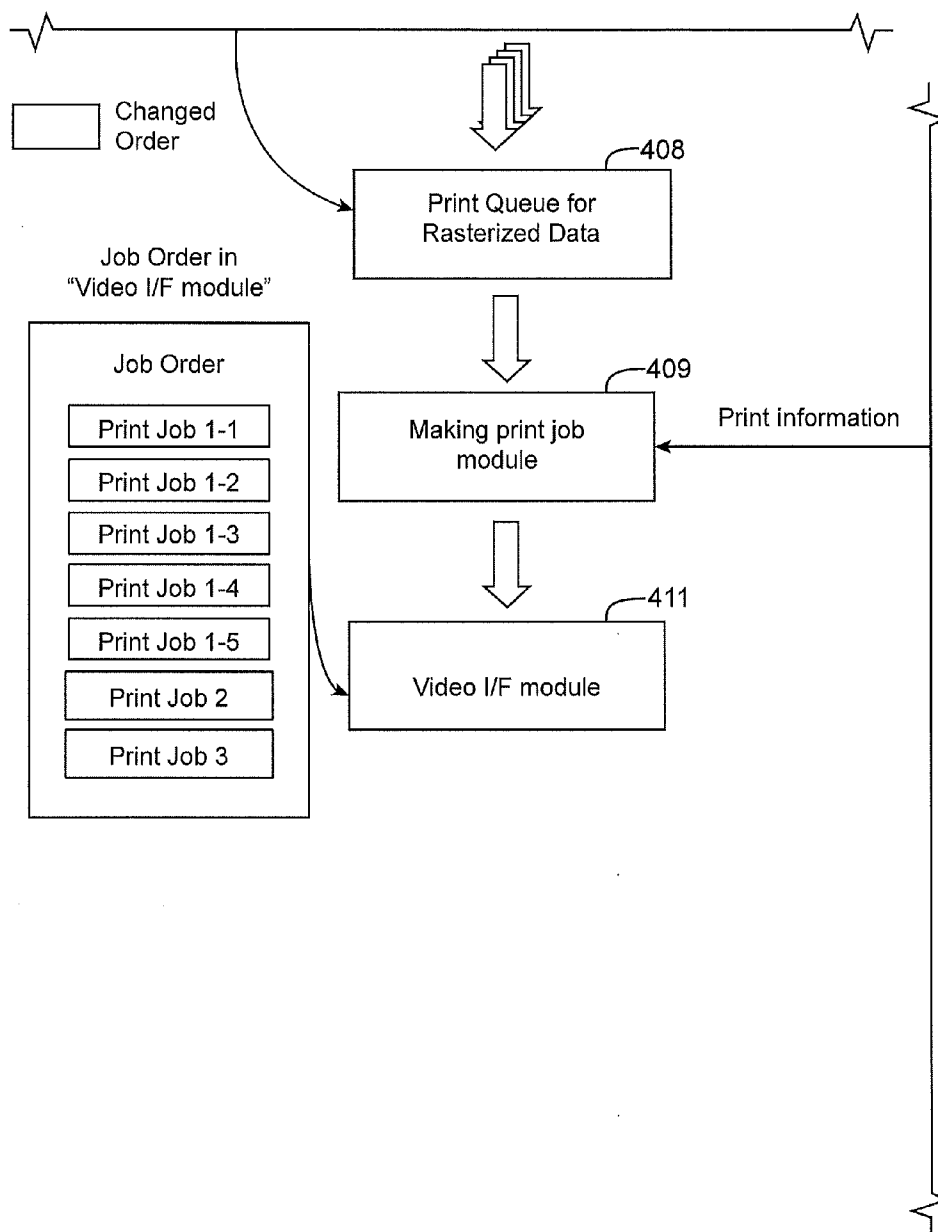 Changed
Order
408
Print Queue for
Rasterized Data
Job Order in
“Video I/F module”
Job Order
Print Job 1-1
Print Job 1-2
Print Job 1-3
Print Job 1-4
Print Job 1-5
Print Job 2
Print Job 3
409
Making print job
module
Print information
411
Video I/F module